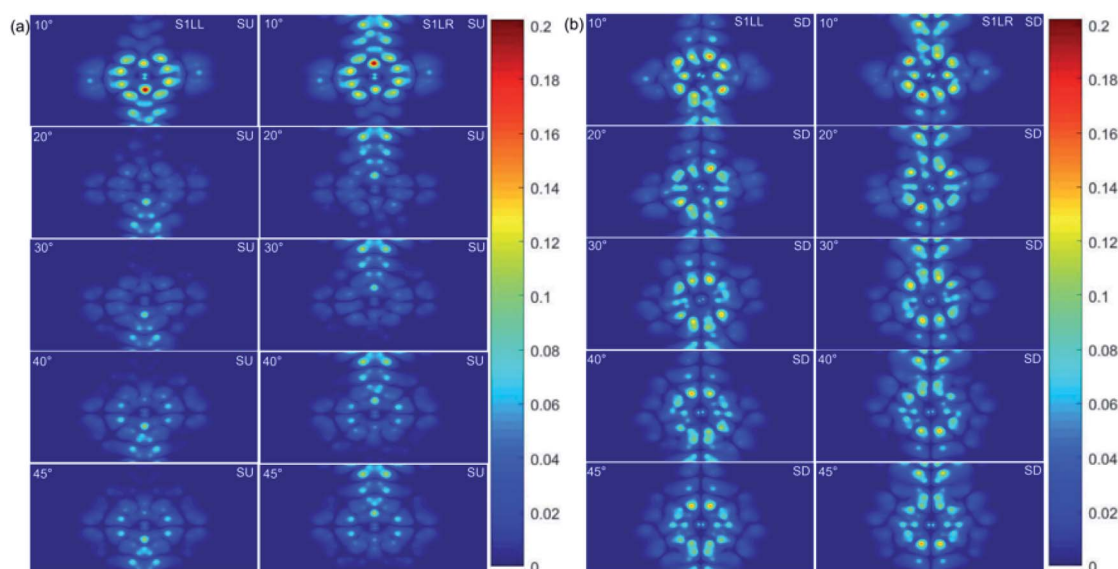 (a) 10° S1LL SU 10° S1LR SU 0.2
0.18
0.16
20° SU 20° SU
0.14
0.12
30° SU 30° SU
0.1
0.08
40° SU 40° SU
0.06
0.04
45° SU 45° SU
0.02
0
(b) 10° S1LL SD 10° S1LR SD 0.2
0.18
0.16
20° SD 20° SD
0.14
0.12
30° SD 30° SD
0.1
0.08
40° SD 40° SD
0.06
0.04
45° SD 45° SD
0.02
0